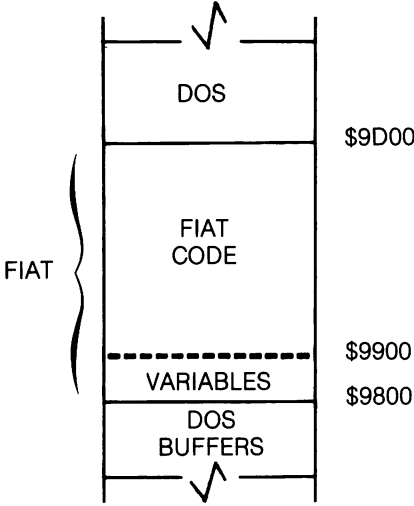 DOS
$9D00
FIAT
CODE
FIAT
$9900
VARIABLES
$9800
DOS
BUFFERS